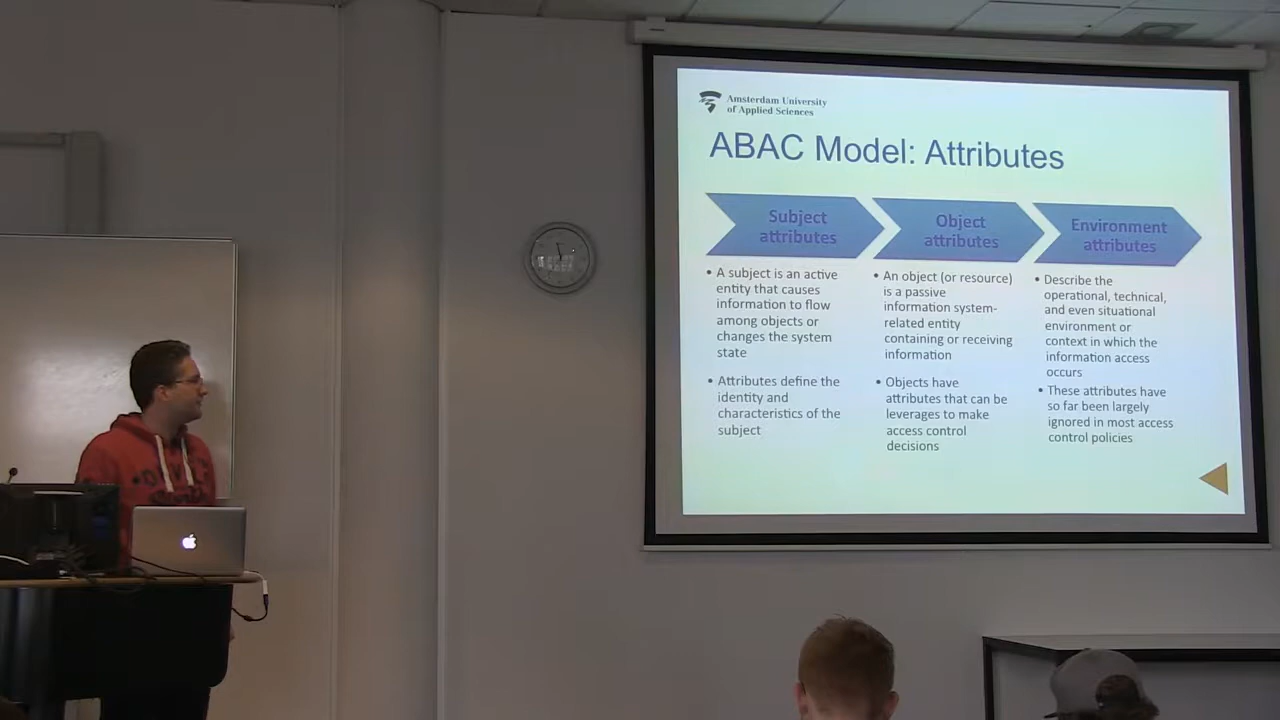 Amsterdam University
of Applied Sciences
ABAC Model: Attributes
Subject
attributes
• A subject is an active
entity that causes
information to flow
among objects or
changes the system
state
• Attributes define the
identity and
characteristics of the
subject
Object
attributes
• An object (or resource)
is a passive
information system-
related entity
containing or receiving
information
• Objects have
attributes that can be
leverages to make
access control
decisions
Environment
attributes
• Describe the
operational, technical,
and even situational
environment or
context in which the
information access
occurs
• These attributes have
so far been largely
ignored in most access
control policies